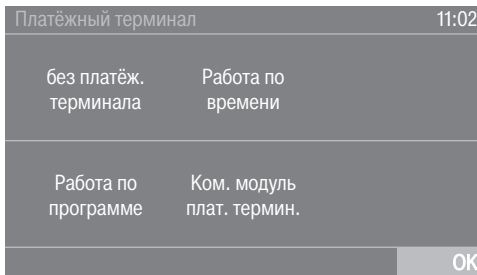 Платёжный терминал 11:02
без платёж. Работа по
терминала времени
Работа по Ком. модуль
программе плат. термин.
OK